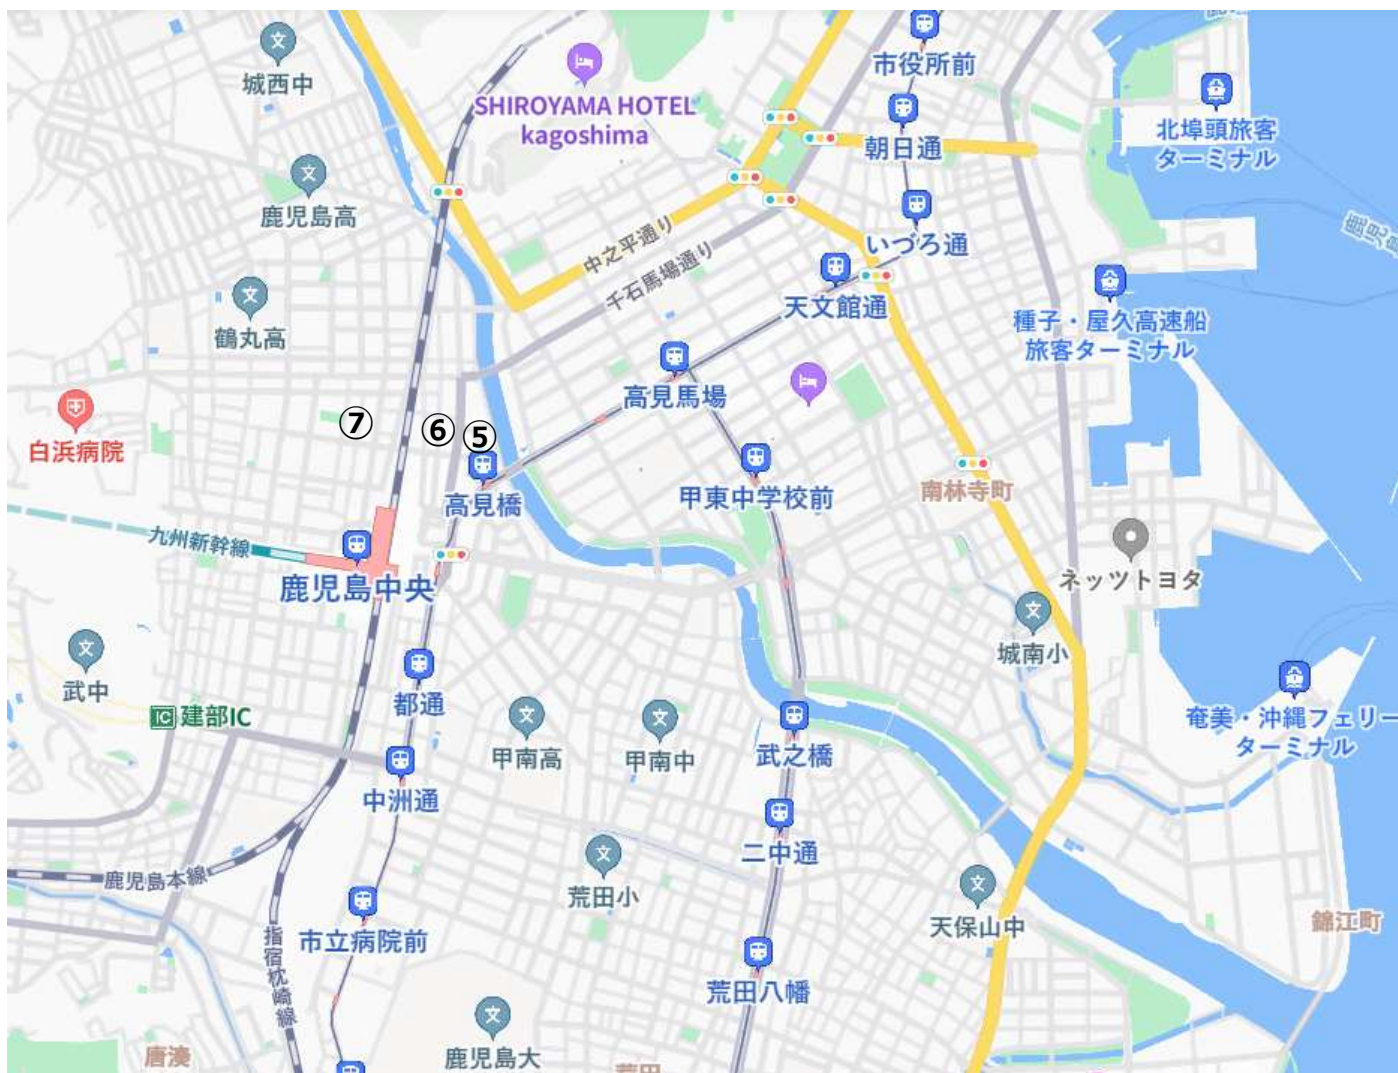 市役所前
城西中
SHIROYAMA HOTEL
kagoshima
北埠頭旅客
ターミナル
朝日通
鹿児島高
いづろ通
中之平通り
千石馬場通り
天文館通
種子・屋久高速船
旅客ターミナル
鶴丸高
高見馬場
⑦
⑥
⑤
白浜病院
高見橋
甲東中学校前
南林寺町
九州新幹線
鹿児島中央
ネッツトヨタ
城南小
武中
都通
建部IC
甲南高
甲南中
武之橋
奄美・沖縄フェリー
ターミナル
中洲通
二中通
鹿児島本線
荒田小
天保山中
錦江町
市立病院前
指宿枕崎線
荒田八幡
鹿児島大
唐湊